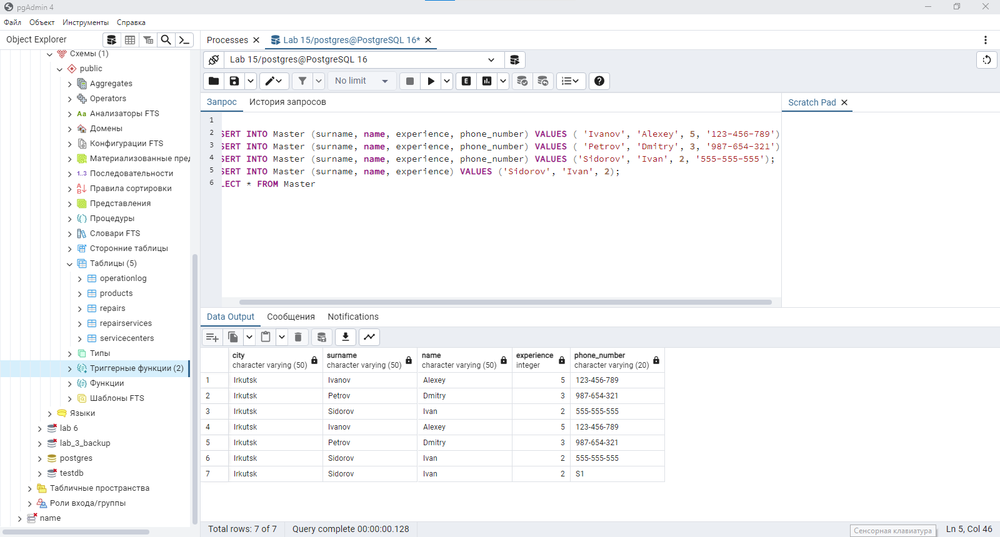 pgAdmin 4
Файл Объект Инструменты Справка
Object Explorer
Схемы (1)
public
Aggregates
Operators
Aa Анализаторы FTS
Домены
Конфигурации FTS
Материализованные пред
1..3 Последовательности
Правила сортировки
Представления
Процедуры
Словари FTS
Сторонние таблицы
Таблицы (5)
operationlog
products
repairs
repairservices
servicecenters
Типы
Триггерные функции (2)
Функции
Шаблоны FTS
Языки
lab 6
lab_3_backup
postgres
testdb
Табличные пространства
Роли входа/группы
name
Processes Lab 15/postgres@PostgreSQL 16*
Lab 15/postgres@PostgreSQL 16
No limit E
Запрос История запросов
Scratch Pad
1
2 SERT INTO Master (surname, name, experience, phone_number) VALUES ( 'Ivanov', 'Alexey', 5, '123-456-789')
3 SERT INTO Master (surname, name, experience, phone_number) VALUES ( 'Petrov', 'Dmitry', 3, '987-654-321')
4 SERT INTO Master (surname, name, experience, phone_number) VALUES ('Sidorov', 'Ivan', 2, '555-555-555');
5 SERT INTO Master (surname, name, experience) VALUES ('Sidorov', 'Ivan', 2);
6 LECT * FROM Master
Data Output Сообщения Notifications
city surname name experience phone_number
character varying (50) character varying (50) character varying (50) integer character varying (20)
1 Irkutsk Ivanov Alexey 5 123-456-789
2 Irkutsk Petrov Dmitry 3 987-654-321
3 Irkutsk Sidorov Ivan 2 555-555-555
4 Irkutsk Ivanov Alexey 5 123-456-789
5 Irkutsk Petrov Dmitry 3 987-654-321
6 Irkutsk Sidorov Ivan 2 555-555-555
7 Irkutsk Sidorov Ivan 2 S1
Total rows: 7 of 7 Query complete 00:00:00.128
Сенсорная клавиатура
Ln 5, Col 46